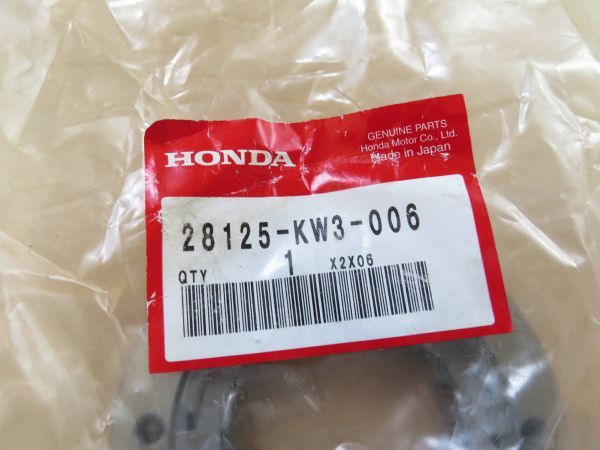 HONDA
GENUINE PARTS
Honda Motor Co., Ltd.
Made in Japan
28125-KW3-006
QTY 1 X2X06